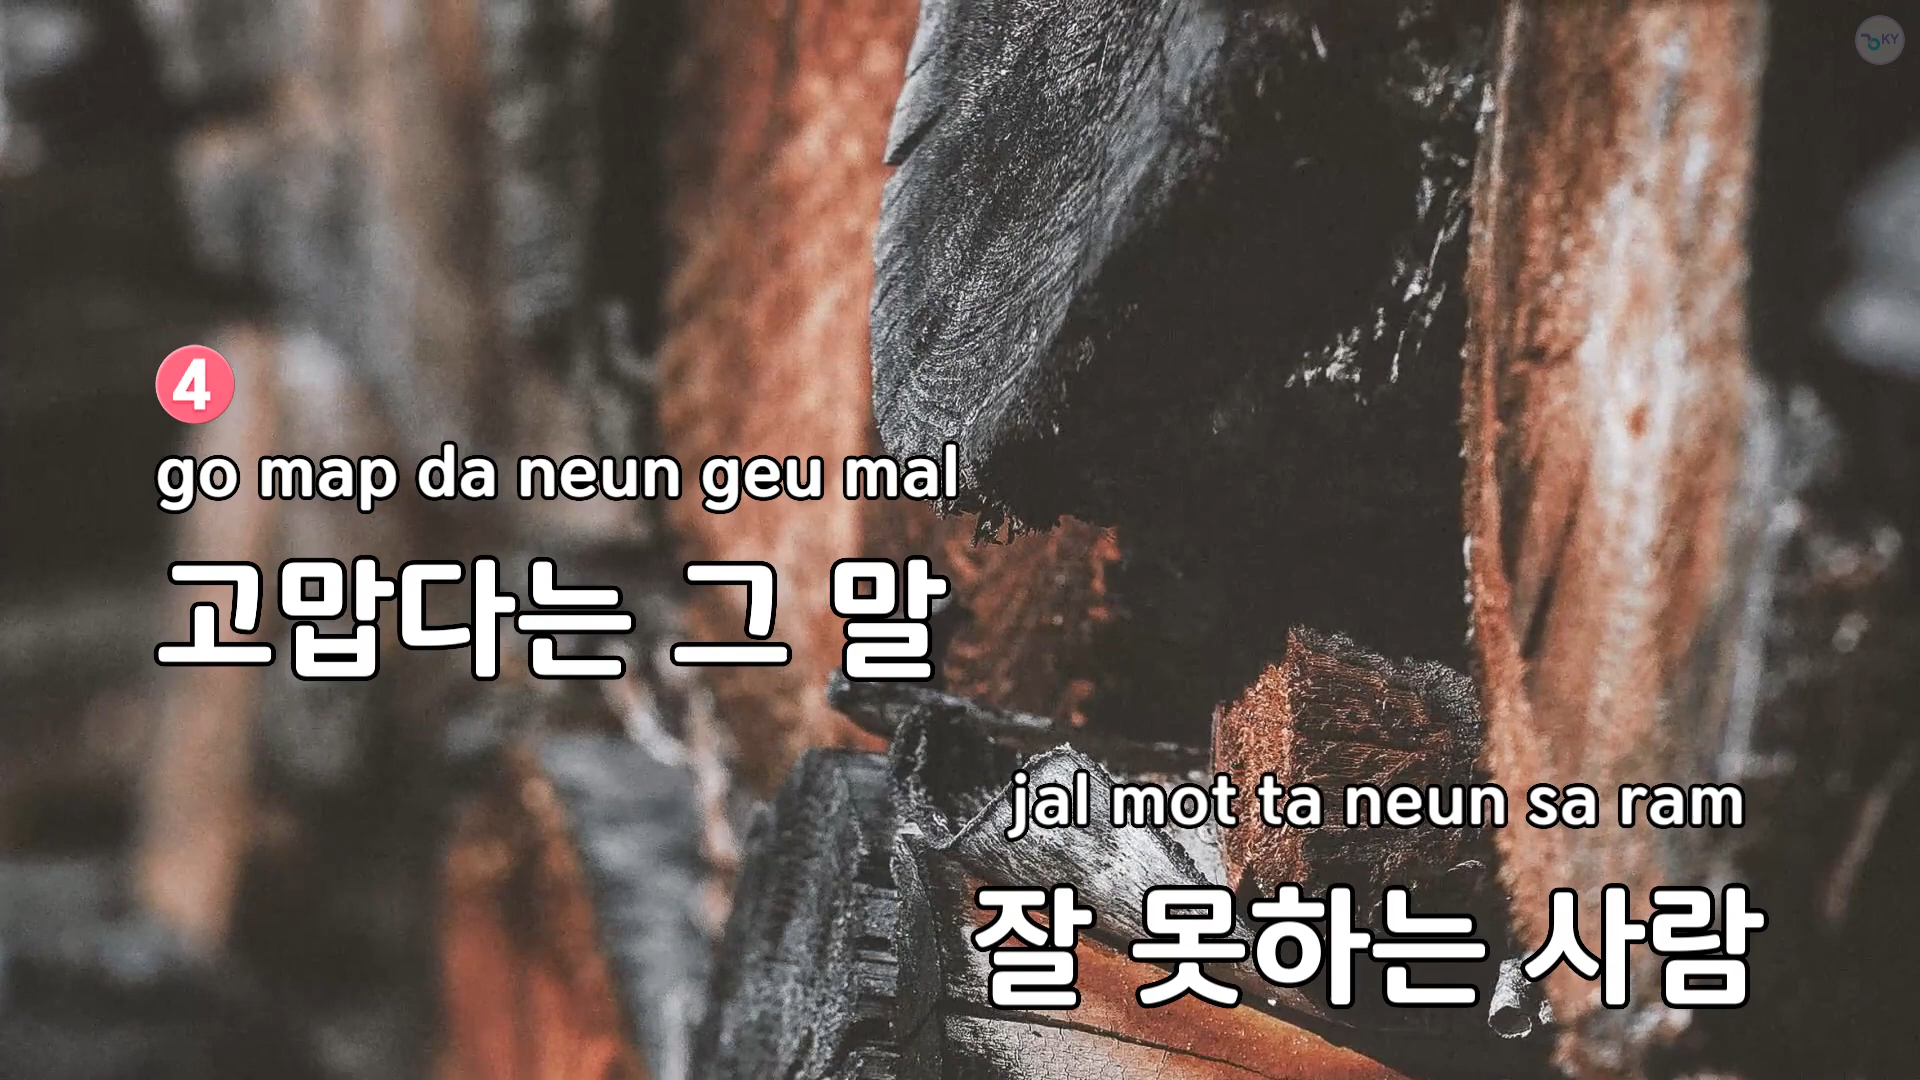 KY
4
go map da neun geu mal
고맙다는 그 말
jal mot ta neun sa ram
잘 못하는 사람